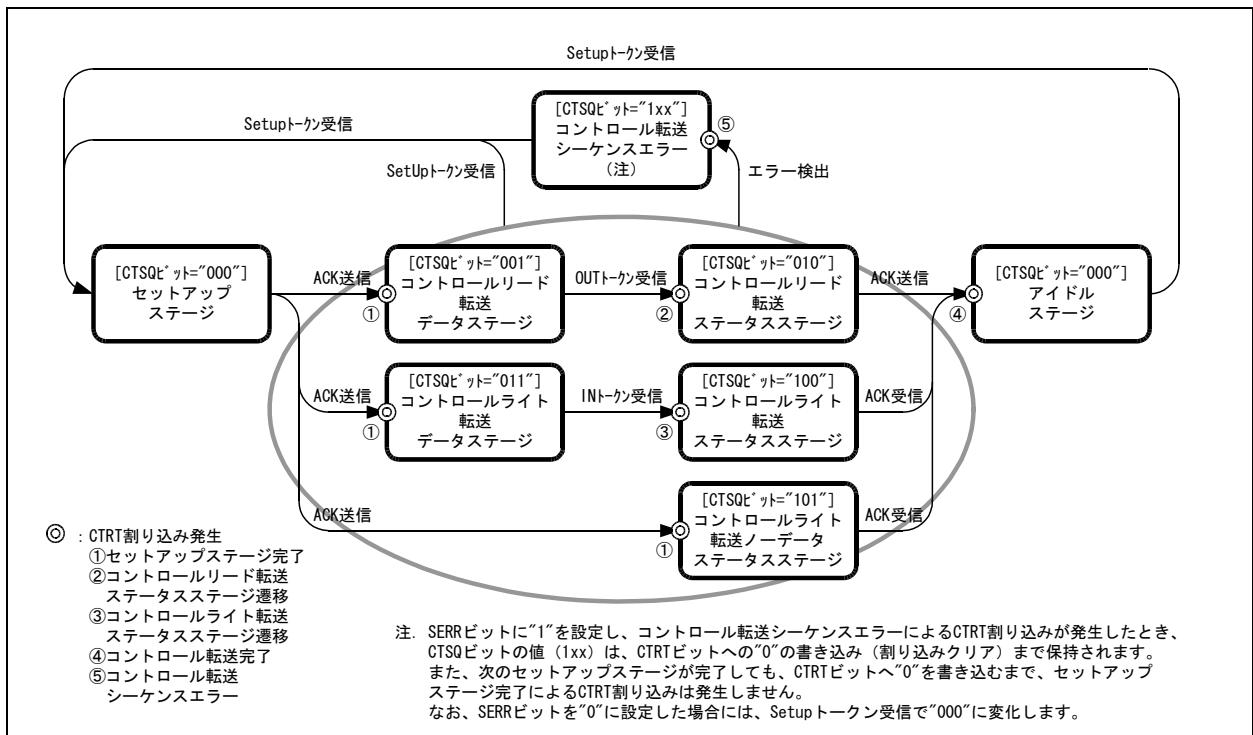 Setupﾄｰｸﾝ受信
[CTSQﾋﾞｯﾄ="1xx"]
コントロール転送
シーケンスエラー
(注)
⑤
Setupﾄｰｸﾝ受信
SetUpﾄｰｸﾝ受信
エラー検出
[CTSQﾋﾞｯﾄ="000"]
セットアップ
ステージ
ACK送信
①
[CTSQﾋﾞｯﾄ="001"]
コントロールリード
転送
データステージ
OUTﾄｰｸﾝ受信
②
[CTSQﾋﾞｯﾄ="010"]
コントロールリード
転送
ステータスステージ
ACK送信
④
[CTSQﾋﾞｯﾄ="000"]
アイドル
ステージ
ACK送信
①
[CTSQﾋﾞｯﾄ="011"]
コントロールライト
転送
データステージ
INﾄｰｸﾝ受信
③
[CTSQﾋﾞｯﾄ="100"]
コントロールライト
転送
ステータスステージ
ACK受信
ACK送信
①
[CTSQﾋﾞｯﾄ="101"]
コントロールライト
転送ノーデータ
ステータスステージ
ACK受信
◎ : CTRT割り込み発生
①セットアップステージ完了
②コントロールリード転送
ステータスステージ遷移
③コントロールライト転送
ステータスステージ遷移
④コントロール転送完了
⑤コントロール転送
シーケンスエラー
注. SERRビットに"1"を設定し、コントロール転送シーケンスエラーによるCTRT割り込みが発生したとき、
CTSQビットの値（1xx）は、CTRTビットへの"0"の書き込み（割り込みクリア）まで保持されます。
また、次のセットアップステージが完了しても、CTRTビットへ"0"を書き込むまで、セットアップ
ステージ完了によるCTRT割り込みは発生しません。
なお、SERRビットを"0"に設定した場合には、Setupトークン受信で"000"に変化します。